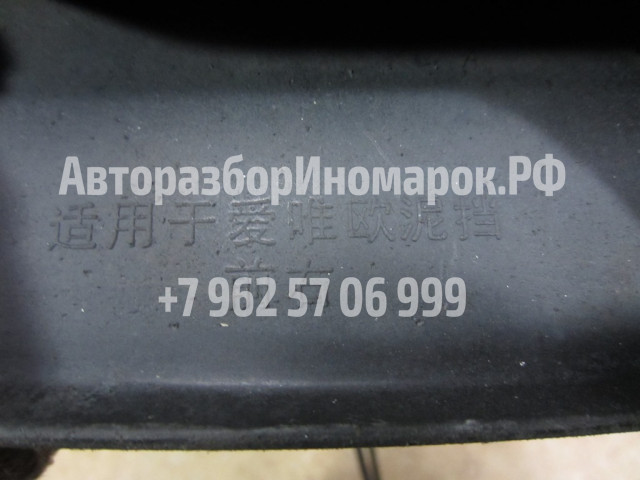 АвторазборИномарок.РФ
适用于爱唯欧泥挡
+7 962 57 06 999